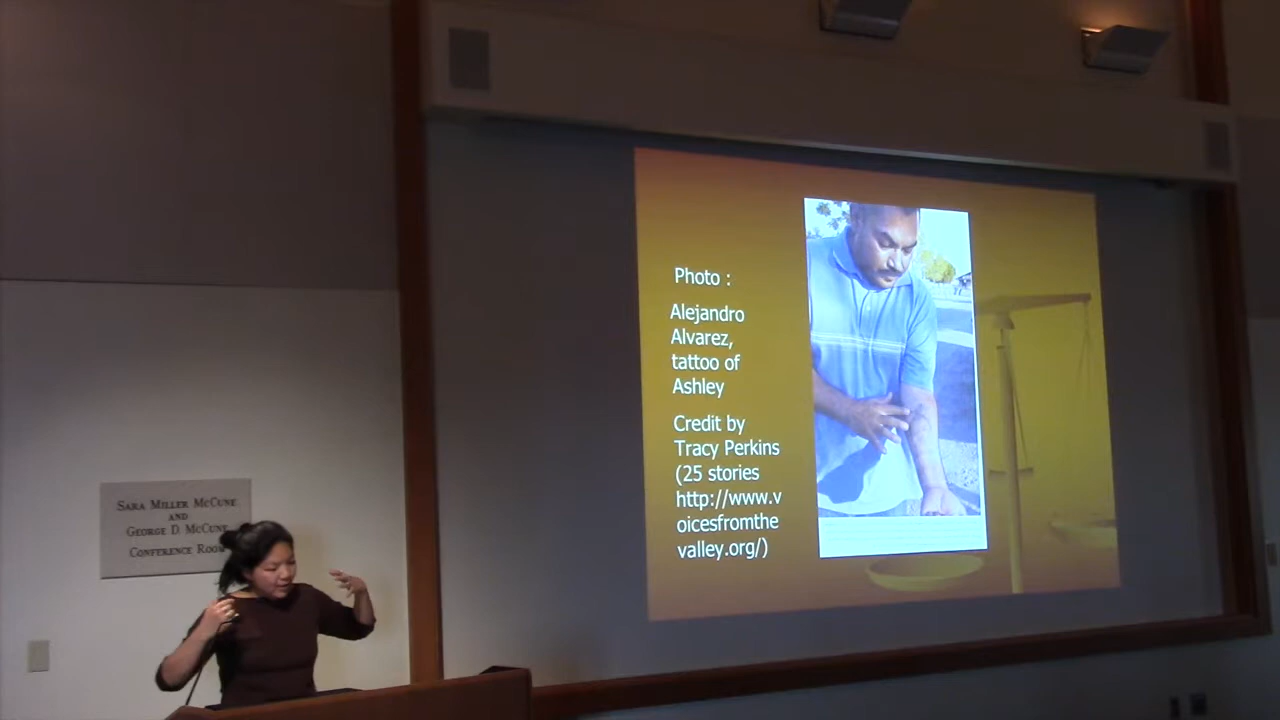 Photo :
Alejandro
Alvarez,
tattoo of
Ashley
Credit by
Tracy Perkins
(25 stories
http://www.v
oicesfromthe
valley.org/)
SARA MILLER MCCUNE
AND
GEORGE D. MCCUNE
CONFERENCE ROOM